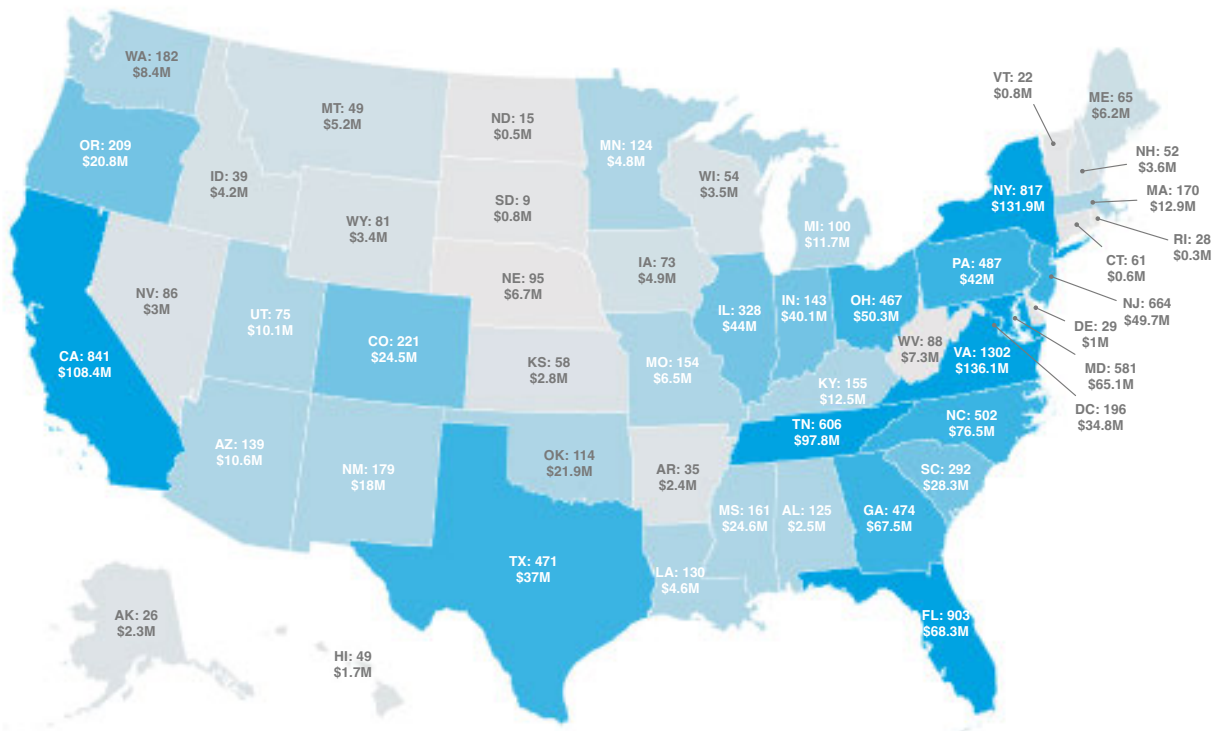 WA: 182
$8.4M
VT: 22
$0.8M
ME: 65
$6.2M
MT: 49
$5.2M
ND: 15
$0.5M
OR: 209
$20.8M
MN: 124
$4.8M
NH: 52
$3.6M
ID: 39
$4.2M
WI: 54
$3.5M
NY: 817
$131.9M
MA: 170
$12.9M
SD: 9
$0.8M
WY: 81
$3.4M
MI: 100
$11.7M
RI: 28
$0.3M
IA: 73
$4.9M
PA: 487
$42M
CT: 61
$0.6M
NE: 95
$6.7M
NV: 86
$3M
UT: 75
$10.1M
IL: 328
$44M
IN: 143
$40.1M
OH: 467
$50.3M
NJ: 664
$49.7M
DE: 29
$1M
CO: 221
$24.5M
WV: 88
$7.3M
CA: 841
$108.4M
KS: 58
$2.8M
MO: 154
$6.5M
VA: 1302
$136.1M
MD: 581
$65.1M
KY: 155
$12.5M
DC: 196
$34.8M
NC: 502
$76.5M
TN: 606
$97.8M
AZ: 139
$10.6M
NM: 179
$18M
OK: 114
$21.9M
AR: 35
$2.4M
SC: 292
$28.3M
MS: 161
$24.6M
AL: 125
$2.5M
GA: 474
$67.5M
TX: 471
$37M
LA: 130
$4.6M
AK: 26
$2.3M
FL: 903
$68.3M
HI: 49
$1.7M